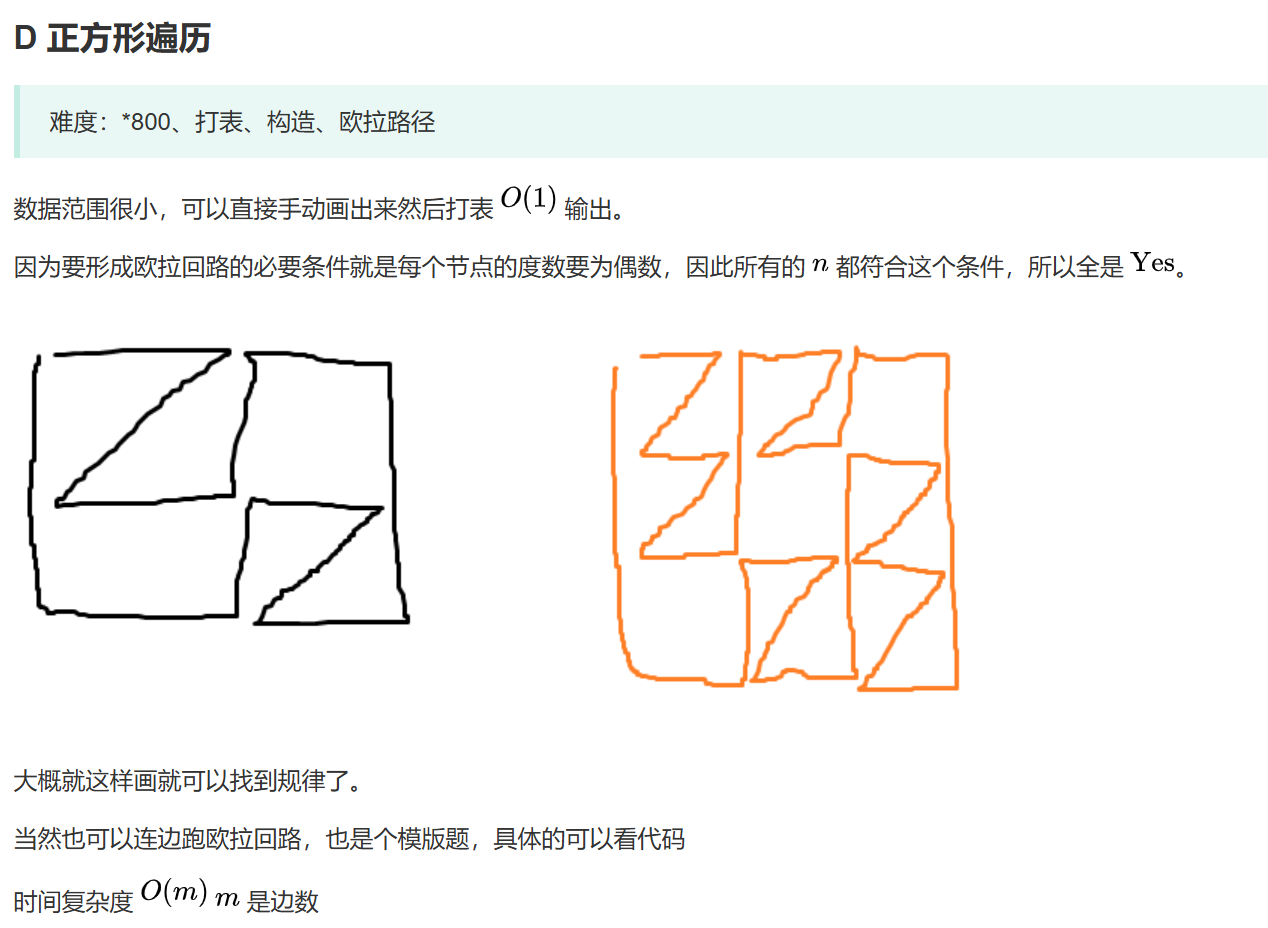 D 正方形遍历
难度：*800、打表、构造、欧拉路径
数据范围很小，可以直接手动画出来然后打表 O(1) 输出。
因为要形成欧拉回路的必要条件就是每个节点的度数要为偶数，因此所有的 n 都符合这个条件，所以全是 Yes。
大概就这样画就可以找到规律了。
当然也可以连边跑欧拉回路，也是个模版题，具体的可以看代码
时间复杂度 O(m) m 是边数